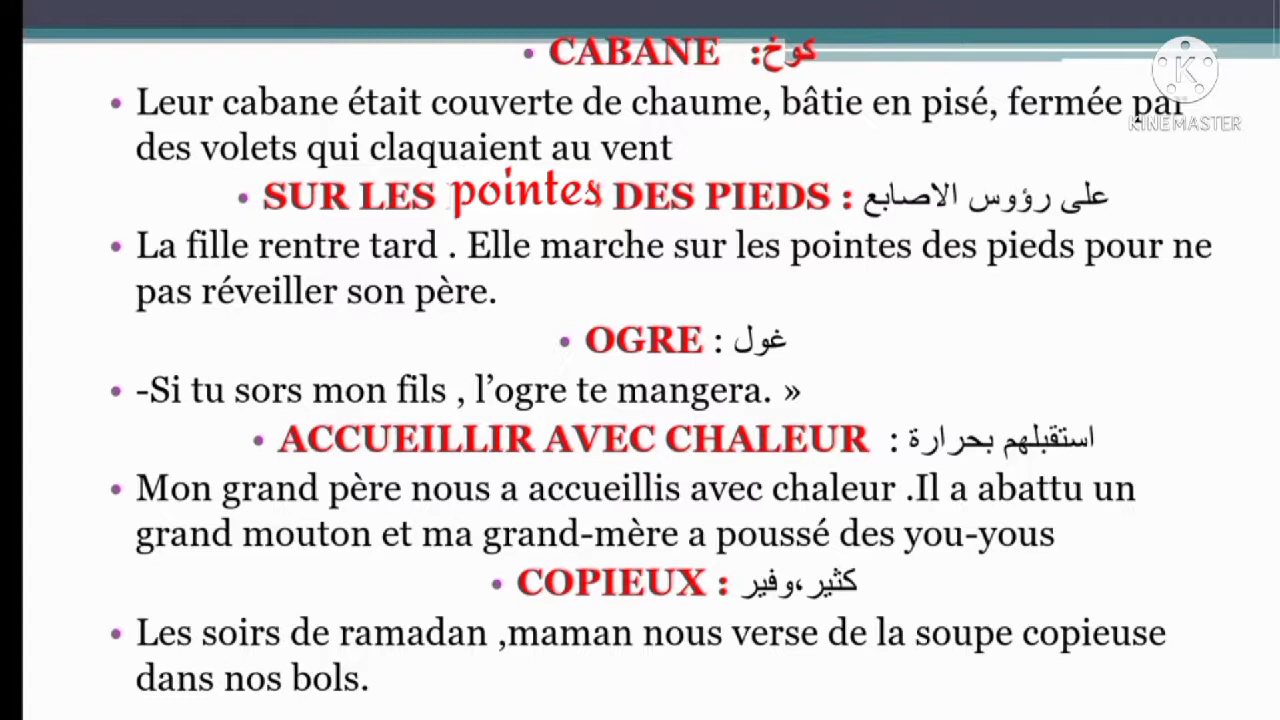 • CABANE كوخ:
• Leur cabane était couverte de chaume, bâtie en pisé, fermée par
des volets qui claquaient au vent
• SUR LES pointes DES PIEDS : على رؤوس الاصابع
• La fille rentre tard . Elle marche sur les pointes des pieds pour ne
pas réveiller son père.
• OGRE : غول
• -Si tu sors mon fils , l’ogre te mangera. »
• ACCUEILLIR AVEC CHALEUR : استقبلهم بحرارة
• Mon grand père nous a accueillis avec chaleur .Il a abattu un
grand mouton et ma grand-mère a poussé des you-yous
• COPIEUX : كثير،وفير
• Les soirs de ramadan ,maman nous verse de la soupe copieuse
dans nos bols.
K
KINEMASTER